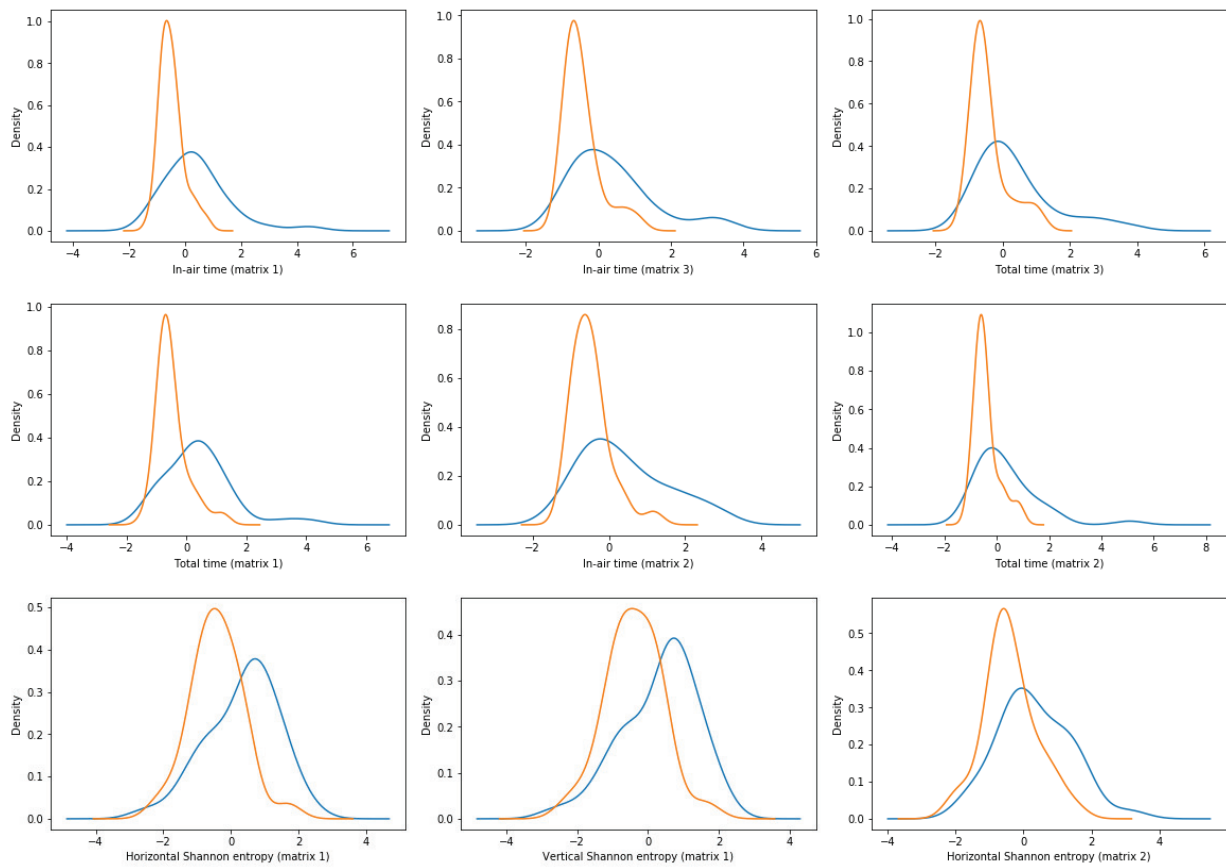 1.0
0.8
0.6
0.4
0.2
0.0
Density
−4 −2 0 2 4 6
In-air time (matrix 1)
1.0
0.8
0.6
0.4
0.2
0.0
Density
−2 0 2 4 6
In-air time (matrix 3)
1.0
0.8
0.6
0.4
0.2
0.0
Density
−2 0 2 4 6
Total time (matrix 3)
1.0
0.8
0.6
0.4
0.2
0.0
Density
−4 −2 0 2 4 6
Total time (matrix 1)
0.8
0.6
0.4
0.2
0.0
Density
−2 0 2 4
In-air time (matrix 2)
1.0
0.8
0.6
0.4
0.2
0.0
Density
−4 −2 0 2 4 6 8
Total time (matrix 2)
0.5
0.4
0.3
0.2
0.1
0.0
Density
−4 −2 0 2 4
Horizontal Shannon entropy (matrix 1)
0.4
0.3
0.2
0.1
0.0
Density
−4 −2 0 2 4
Vertical Shannon entropy (matrix 1)
0.5
0.4
0.3
0.2
0.1
0.0
Density
−4 −2 0 2 4
Horizontal Shannon entropy (matrix 2)